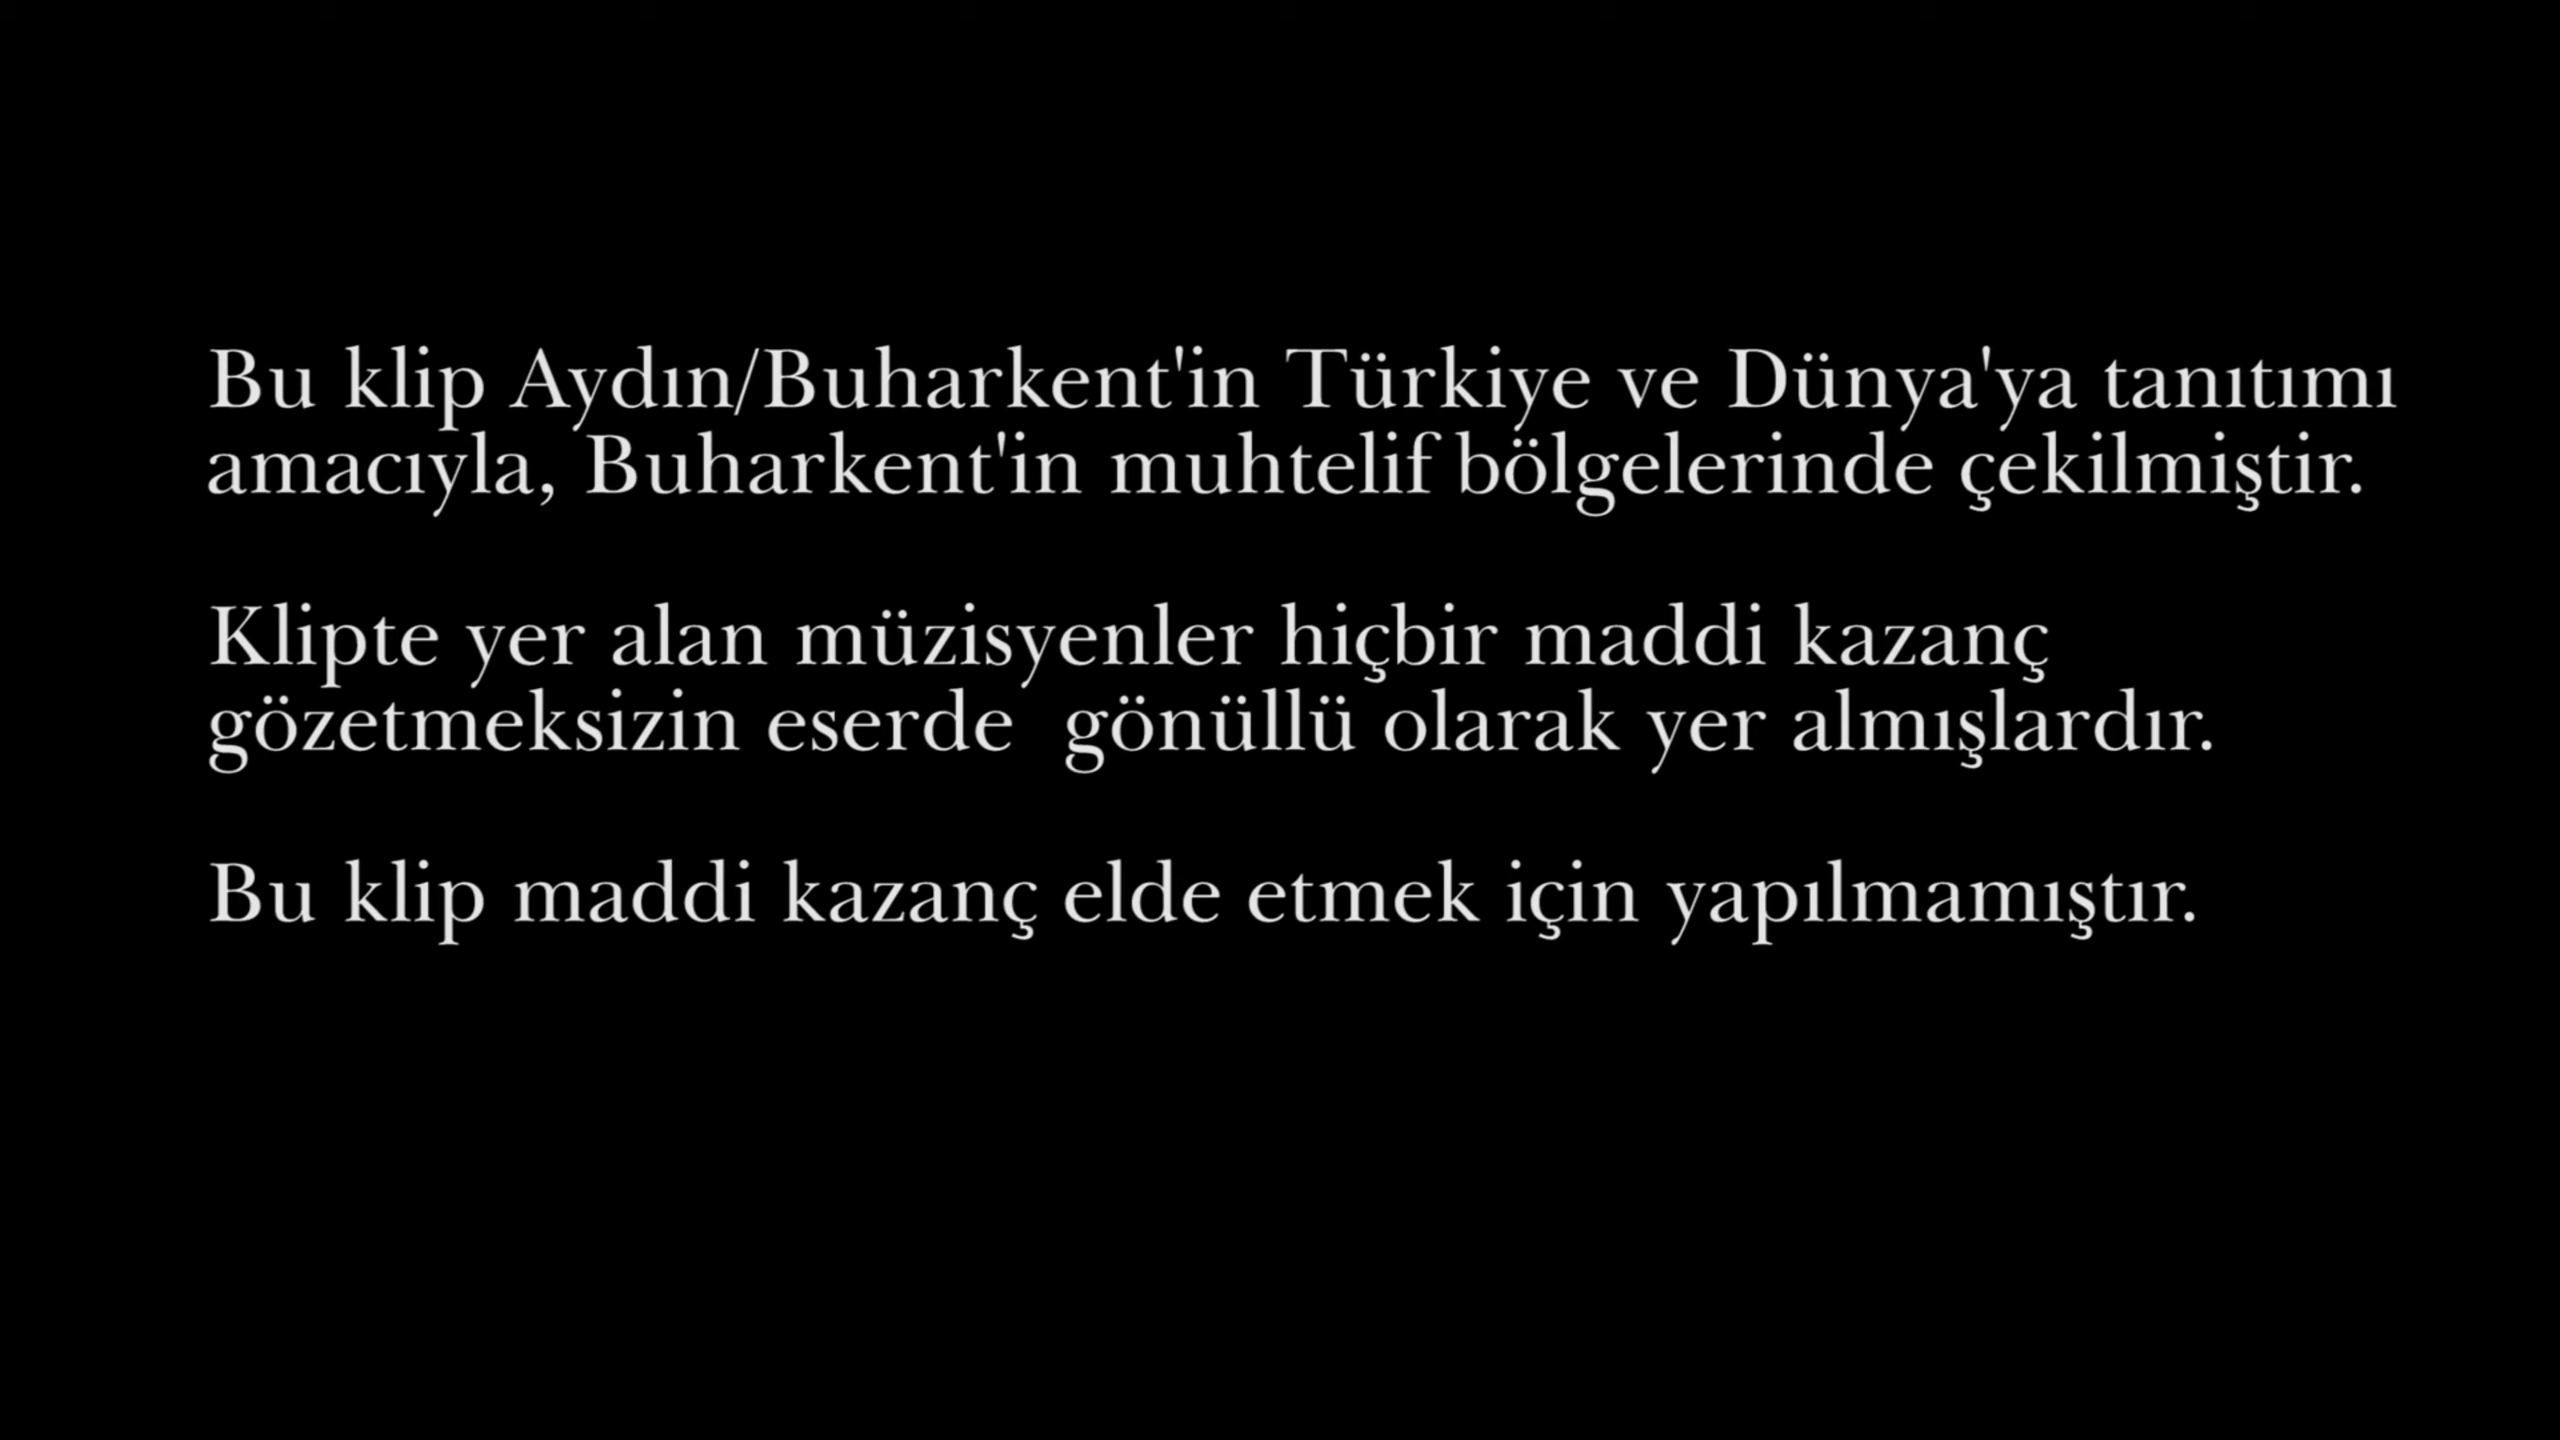 Bu klip Aydın/Buharkent'in Türkiye ve Dünya'ya tanıtımı
amacıyla, Buharkent'in muhtelif bölgelerinde çekilmiştir.
Klipte yer alan müzisyenler hiçbir maddi kazanç
gözetmeksizin eserde  gönüllü olarak yer almışlardır.
Bu klip maddi kazanç elde etmek için yapılmamıştır.